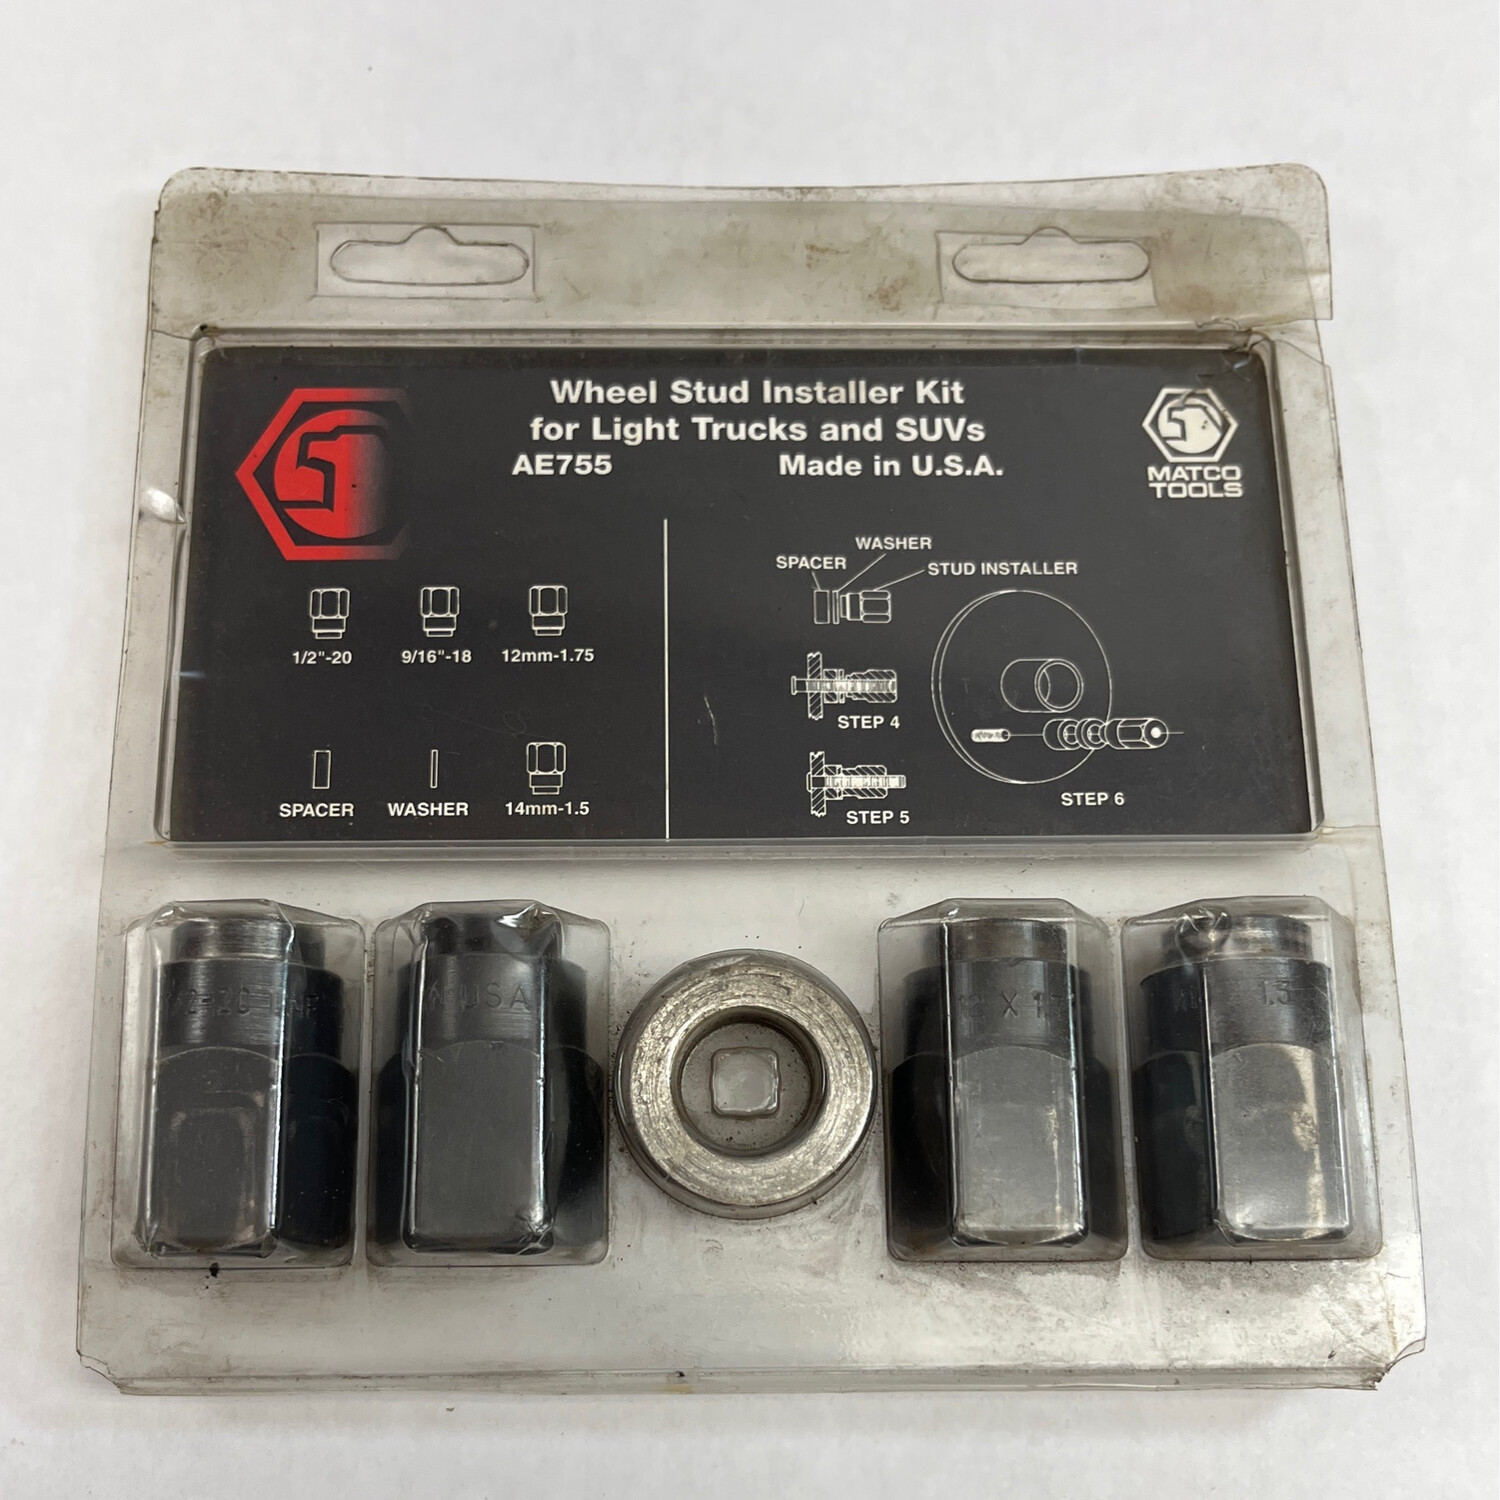 Wheel Stud Installer Kit
for Light Trucks and SUVs
AE755 Made in U.S.A.
MATCO
TOOLS
WASHER
SPACER
STUD INSTALLER
1/2"-20 9/16"-18 12mm-1.75
STEP 4
SPACER WASHER 14mm-1.5
STEP 5
STEP 6
USA
X
1.5